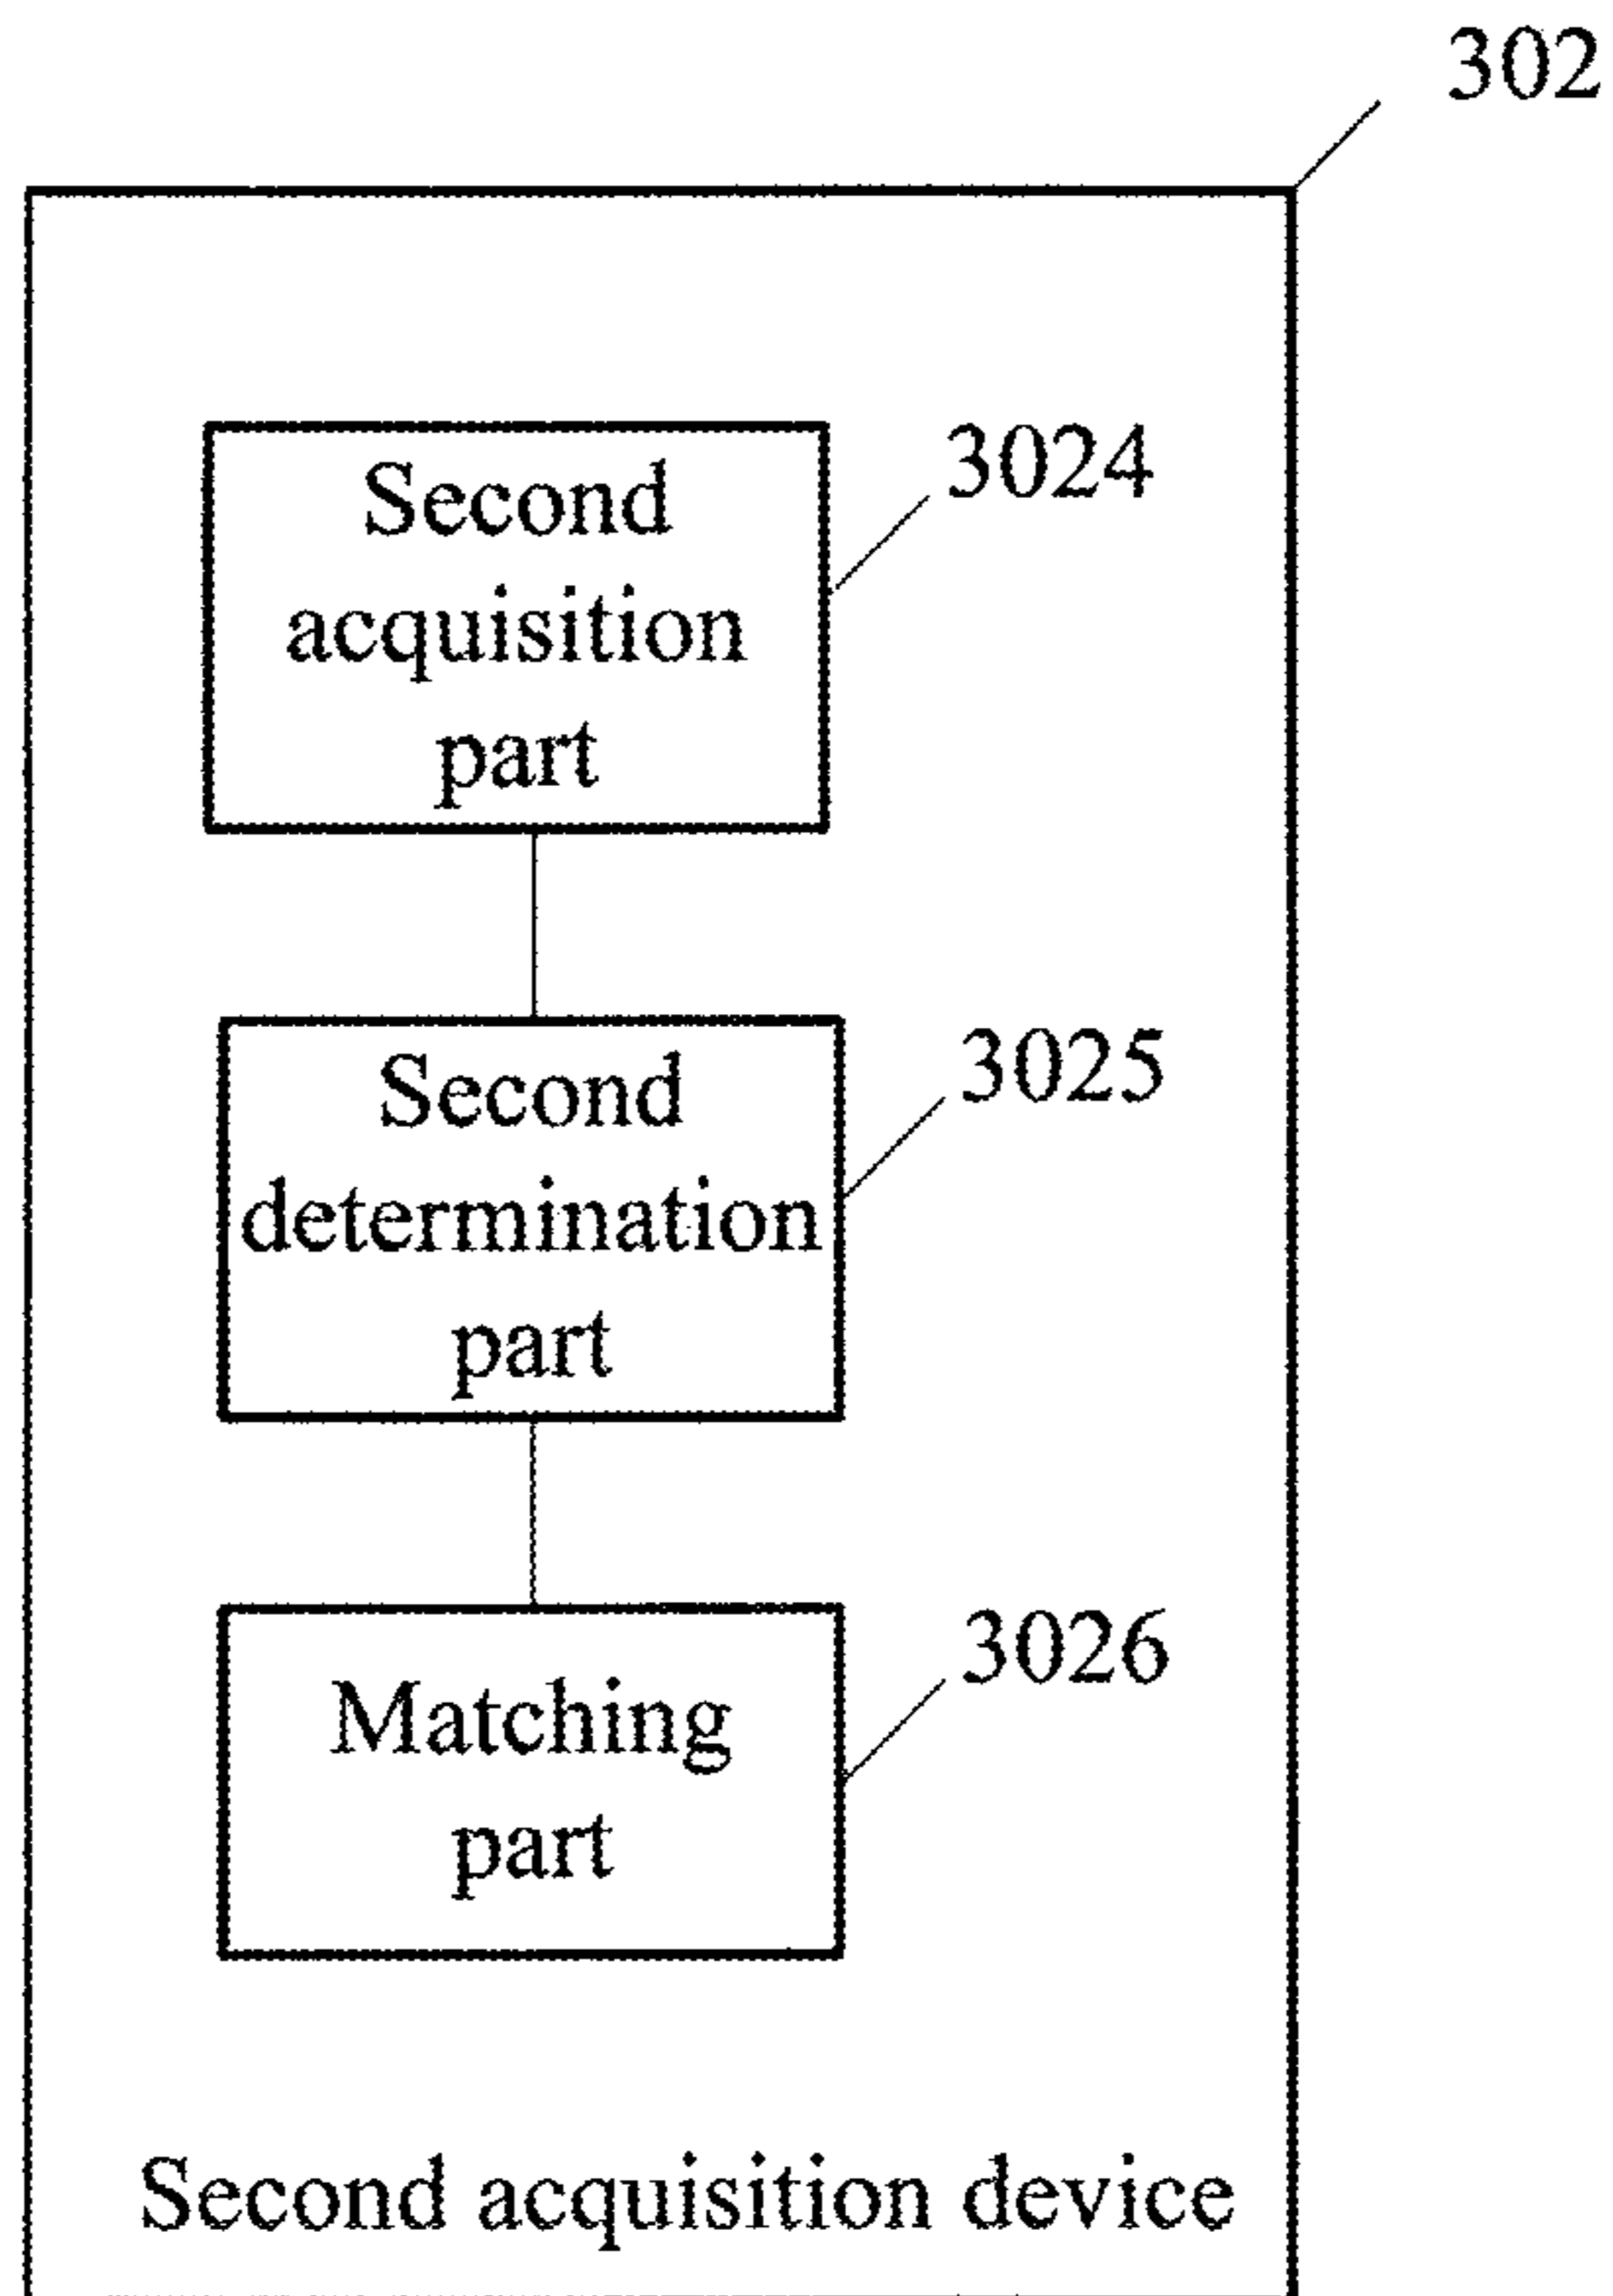 302
Second
acquisition
part
3024
Second
determination
part
3025
Matching
part
3026
Second acquisition device